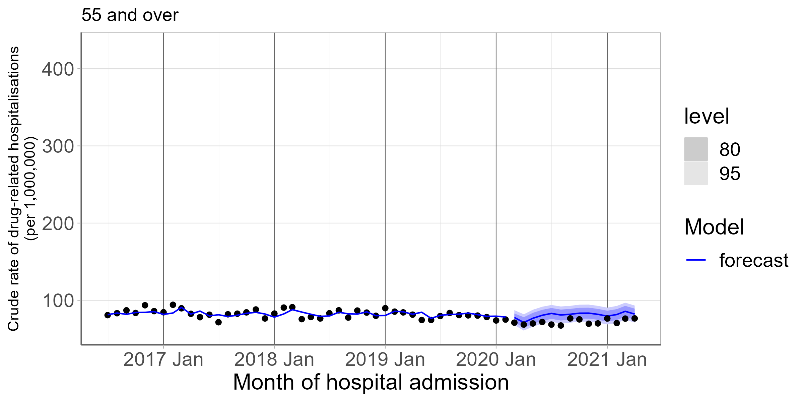 55 and over
Crude rate of drug-related hospitalisations
(per 1,000,000)
400
300
200
100
2017 Jan
2018 Jan
2019 Jan
2020 Jan
2021 Jan
Month of hospital admission
level
80
95
Model
forecast